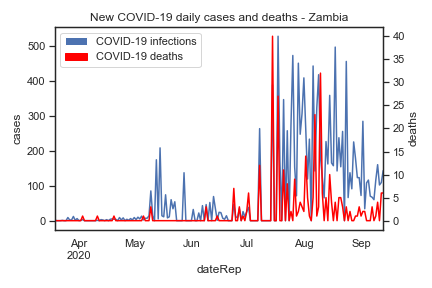 New COVID-19 daily cases and deaths - Zambia
COVID-19 infections
COVID-19 deaths
500
400
300
200
100
0
cases
40
35
30
25
20
15
10
5
0
deaths
Apr
2020
May
Jun
Jul
Aug
Sep
dateRep